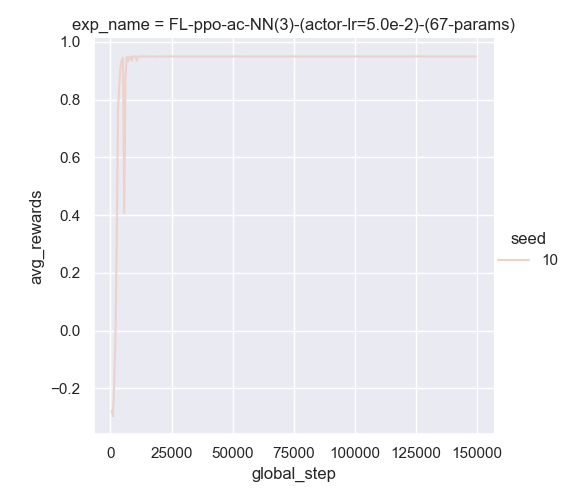 exp_name = FL-ppo-ac-NN(3)-(actor-lr=5.0e-2)-(67-params)
1.0
0.8
0.6
0.4
0.2
0.0
−0.2
avg_rewards
0 25000 50000 75000 100000 125000 150000
global_step
seed
10